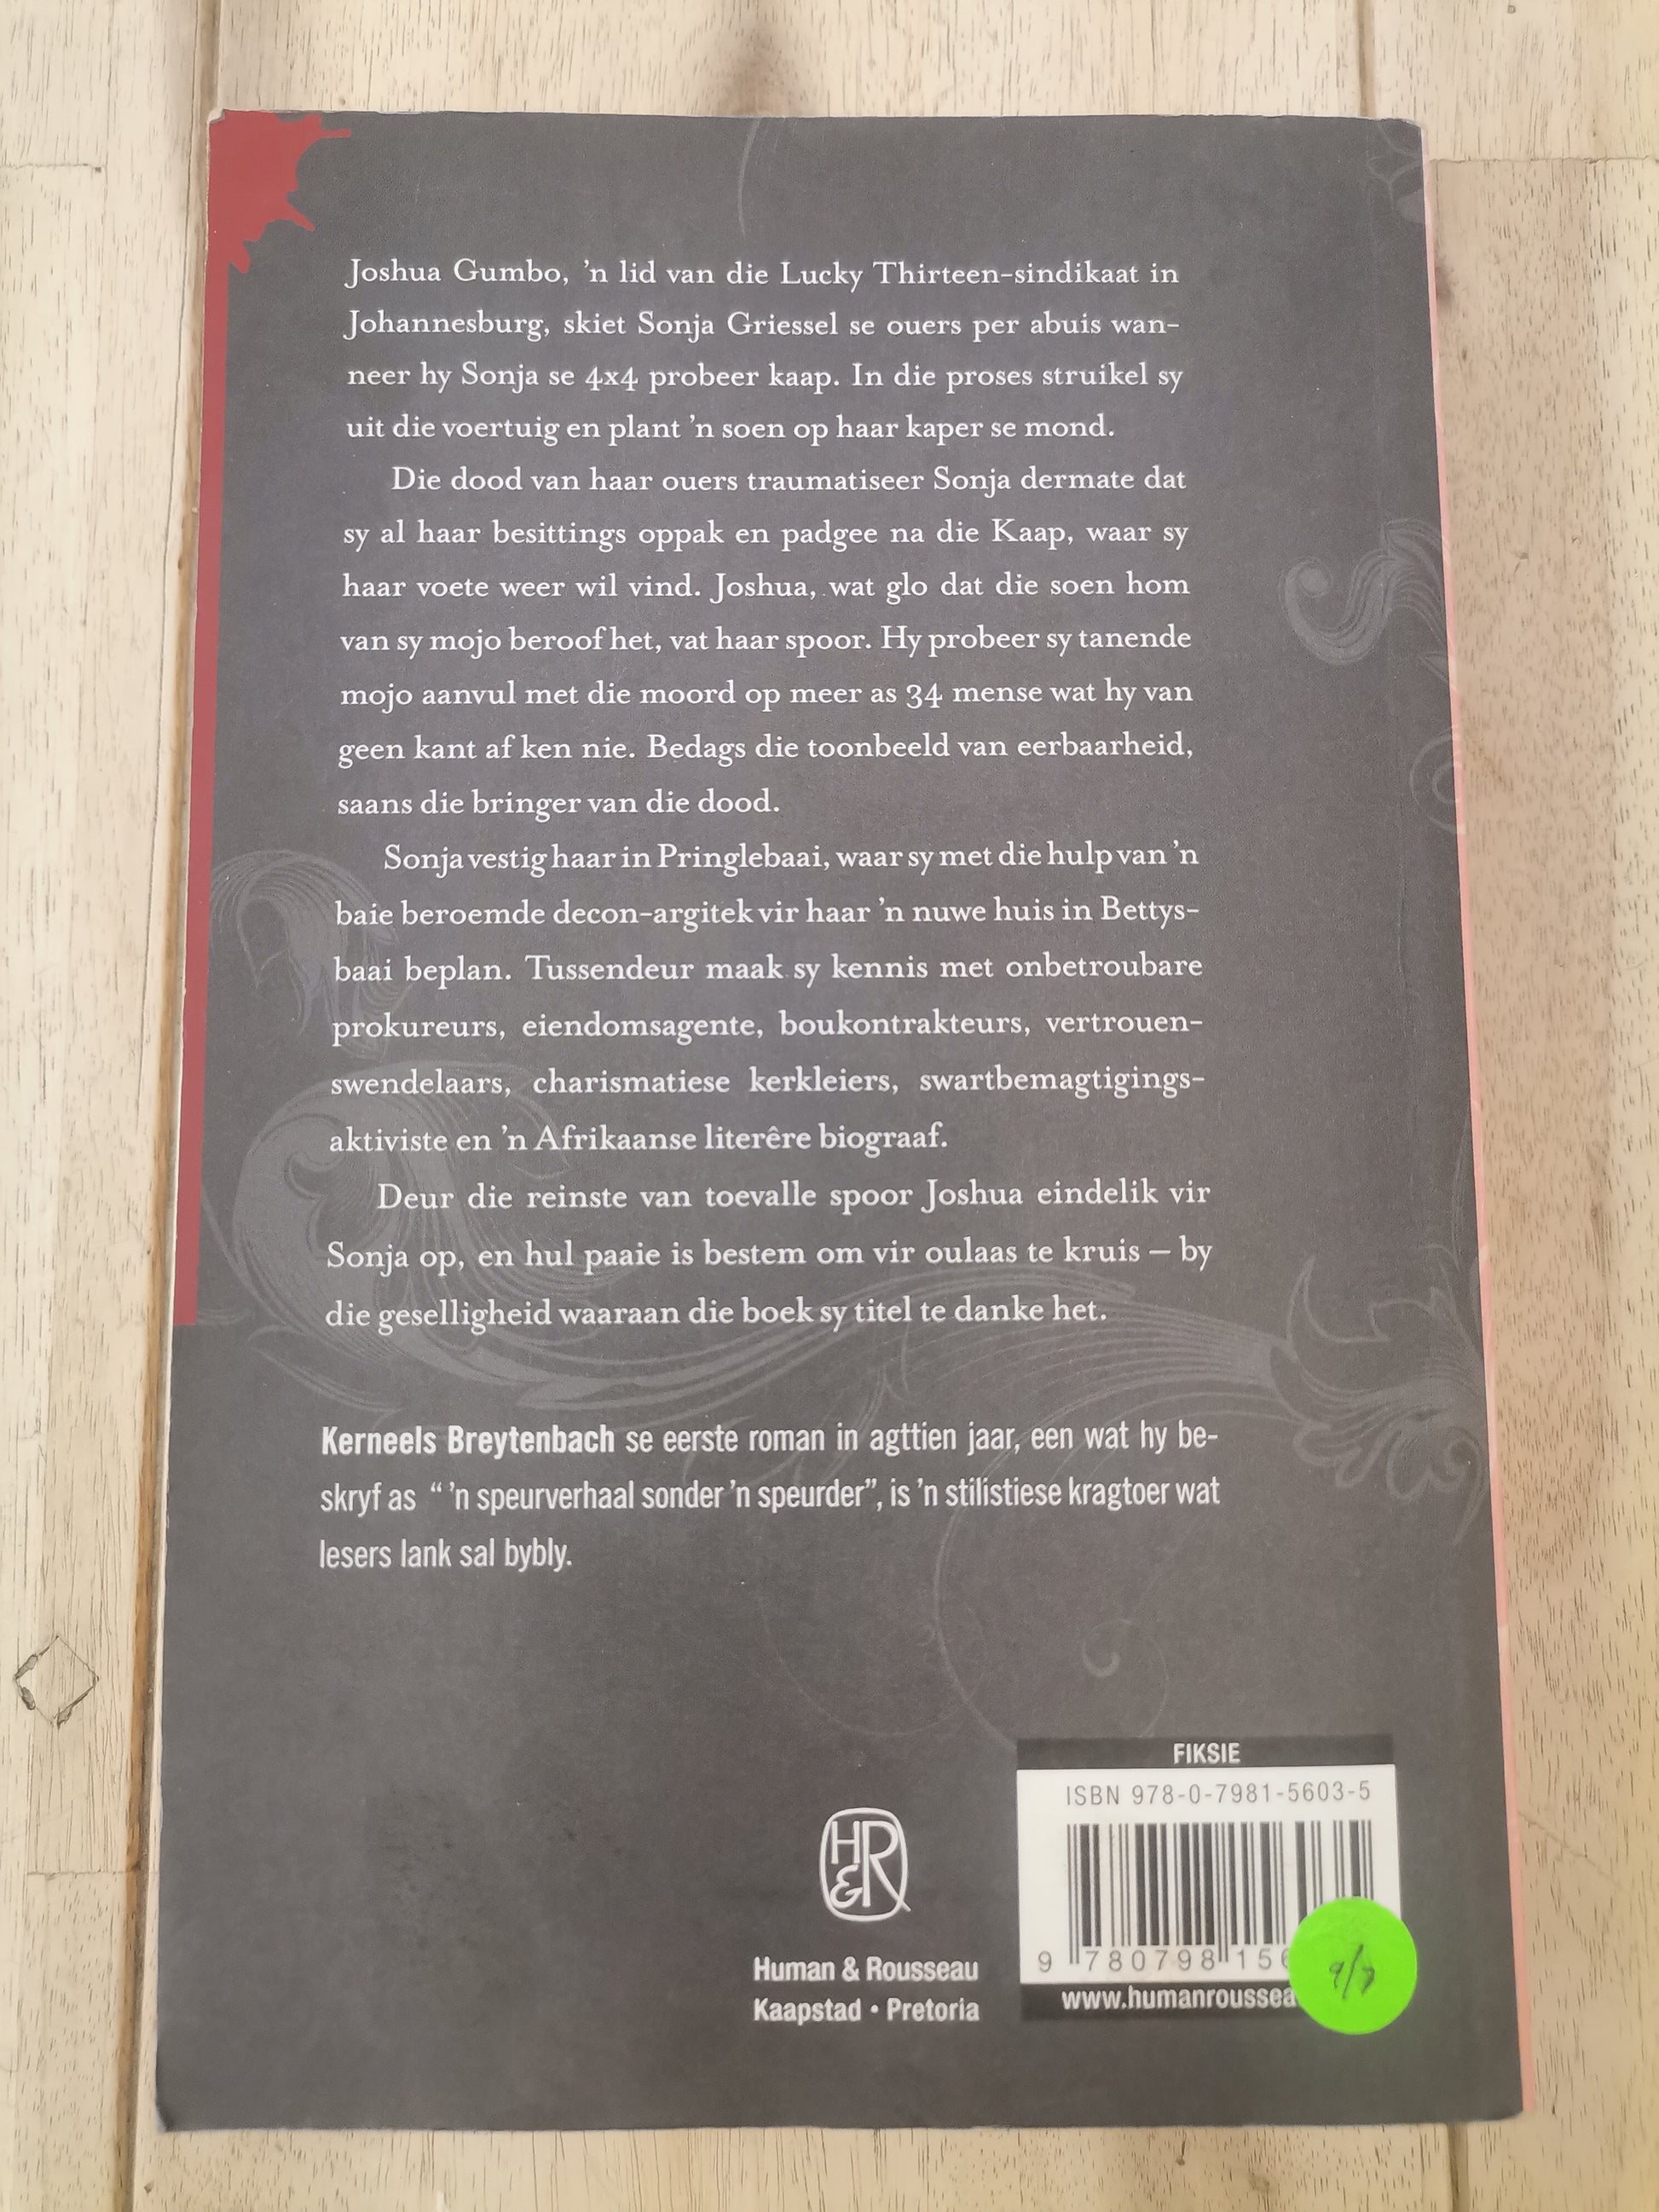 Joshua Gumbo, ’n lid van die Lucky Thirteen-sindikaat in
Johannesburg, skiet Sonja Griessel se ouers per abuis wan-
neer hy Sonja se 4x4 probeer kaap. In die proses struikel sy
uit die voertuig en plant ’n soen op haar kaper se mond.
Die dood van haar ouers traumatiseer Sonja dermate dat
sy al haar besittings oppak en padgee na die Kaap, waar sy
haar voete weer wil vind. Joshua, wat glo dat die soen hom
van sy mojo beroof het, vat haar spoor. Hy probeer sy tanende
mojo aanvul met die moord op meer as 34 mense wat hy van
geen kant af ken nie. Bedags die toonbeeld van eerbaarheid,
saans die bringer van die dood.
Sonja vestig haar in Pringlebaai, waar sy met die hulp van ’n
baie beroemde decon-argitek vir haar ’n nuwe huis in Bettys-
baai beplan. Tussendeur maak sy kennis met onbetroubare
prokureurs, eiendomsagente, boukontrakteurs, vertrouen-
swendelaars, charismatiese kerkleiers, swartbemagtigings-
aktiviste en ’n Afrikaanse literêre biograaf.
Deur die reinste van toevalle spoor Joshua eindelik vir
Sonja op, en hul paaie is bestem om vir oulaas te kruis – by
die geselligheid waaraan die boek sy titel te danke het.
Kerneels Breytenbach se eerste roman in agttien jaar, een wat hy be-
skryf as “ ’n speurverhaal sonder ’n speurder”, is ’n stilistiese kragtoer wat
lesers lank sal bybly.
FIKSIE
ISBN 978-0-7981-5603-5
H&R
9 780798 156
9/7
Human & Rousseau
Kaapstad • Pretoria
www.humanroussea